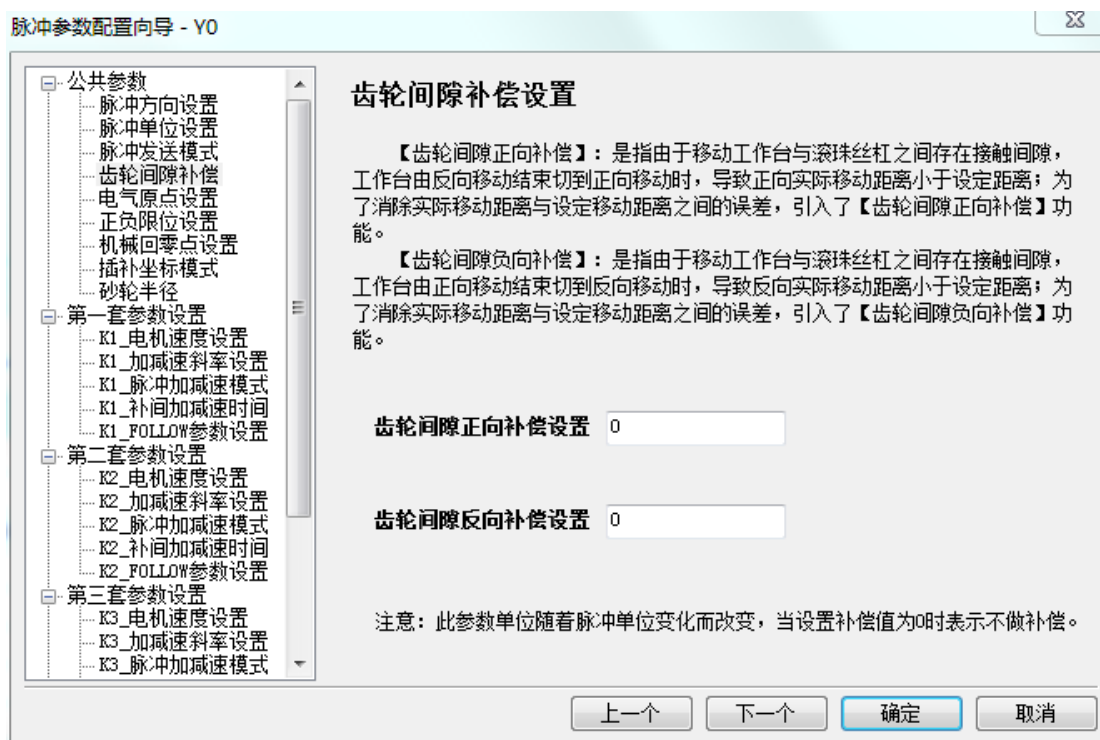 脉冲参数配置向导 - Y0
公共参数
脉冲方向设置
脉冲单位设置
脉冲发送模式
齿轮间隙补偿
电气原点设置
正负限位设置
机械回零点设置
插补坐标模式
砂轮半径
第一套参数设置
K1_电机速度设置
K1_加减速斜率设置
K1_脉冲加减速模式
K1_补间加减速时间
K1_FOLLOW参数设置
第二套参数设置
K2_电机速度设置
K2_加减速斜率设置
K2_脉冲加减速模式
K2_补间加减速时间
K2_FOLLOW参数设置
第三套参数设置
K3_电机速度设置
K3_加减速斜率设置
K3_脉冲加减速模式
齿轮间隙补偿设置
【齿轮间隙正向补偿】：是指由于移动工作台与滚珠丝杠之间存在接触间隙，
工作台由反向移动结束切到正向移动时，导致正向实际移动距离小于设定距离；为
了消除实际移动距离与设定移动距离之间的误差，引入了【齿轮间隙正向补偿】功
能。
【齿轮间隙负向补偿】：是指由于移动工作台与滚珠丝杠之间存在接触间隙，
工作台由正向移动结束切到反向移动时，导致反向实际移动距离小于设定距离；为
了消除实际移动距离与设定移动距离之间的误差，引入了【齿轮间隙负向补偿】功
能。
齿轮间隙正向补偿设置 0
齿轮间隙反向补偿设置 0
注意：此参数单位随着脉冲单位变化而改变，当设置补偿值为0时表示不做补偿。
上一个 下一个 确定 取消